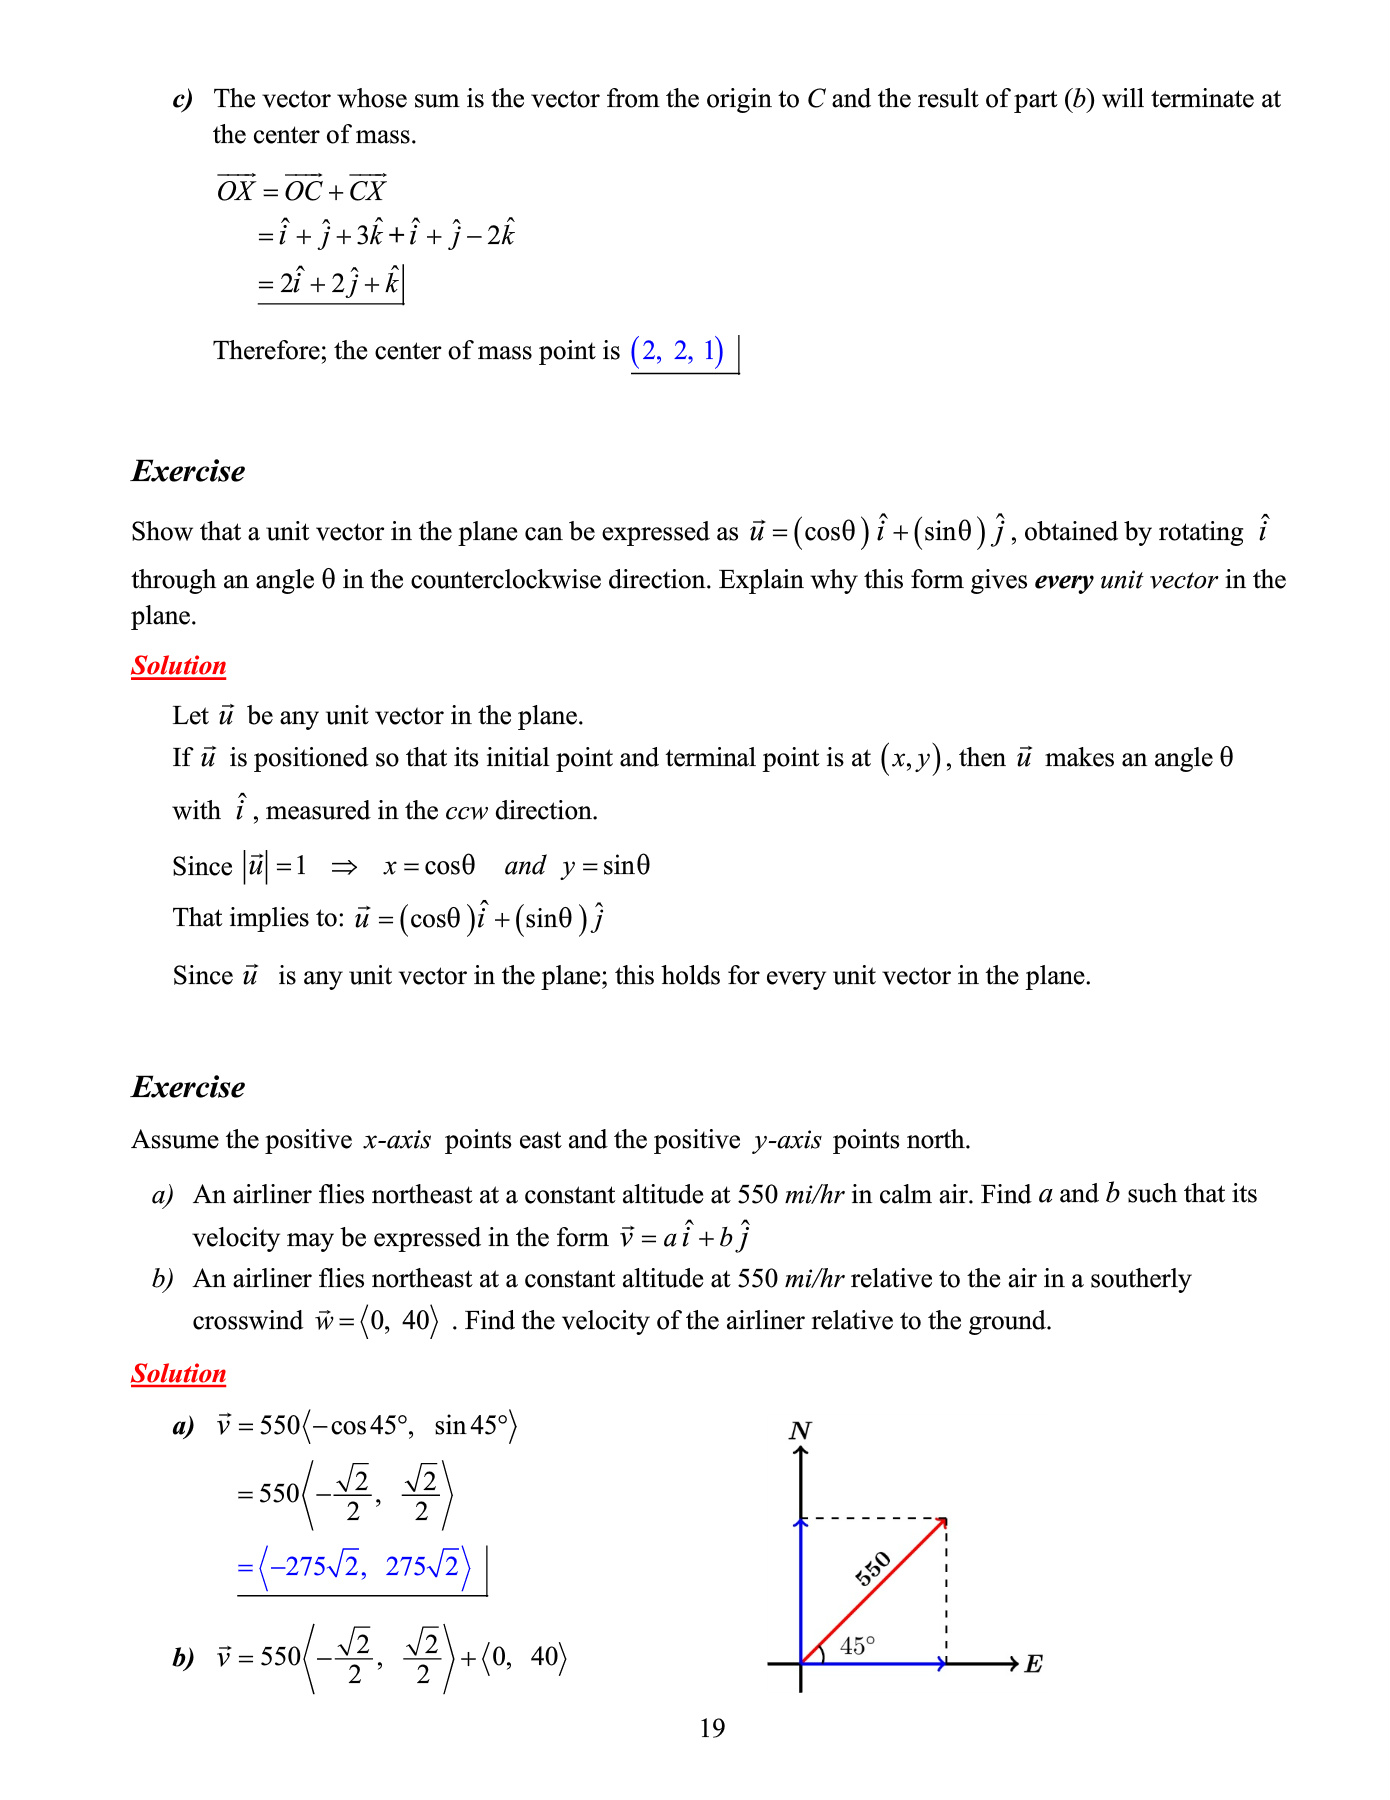 c) The vector whose sum is the vector from the origin to C and the result of part (b) will terminate at
the center of mass.
$\overrightarrow{OX} = \overrightarrow{OC} + \overrightarrow{CX}$
$= \hat{i} + \hat{j} + 3\hat{k} + \hat{i} + \hat{j} - 2\hat{k}$
$= 2\hat{i} + 2\hat{j} + \hat{k}$
Therefore; the center of mass point is (2, 2, 1)
Exercise
Show that a unit vector in the plane can be expressed as $\vec{u} = (\cos\theta)\hat{i} + (\sin\theta)\hat{j}$, obtained by rotating $\hat{i}$
through an angle θ in the counterclockwise direction. Explain why this form gives every unit vector in the
plane.
Solution
Let $\vec{u}$ be any unit vector in the plane.
If $\vec{u}$ is positioned so that its initial point and terminal point is at $(x, y)$, then $\vec{u}$ makes an angle θ
with $\hat{i}$, measured in the ccw direction.
Since $|\vec{u}| = 1 \Rightarrow x = \cos\theta$ and $y = \sin\theta$
That implies to: $\vec{u} = (\cos\theta)\hat{i} + (\sin\theta)\hat{j}$
Since $\vec{u}$ is any unit vector in the plane; this holds for every unit vector in the plane.
Exercise
Assume the positive x-axis points east and the positive y-axis points north.
a) An airliner flies northeast at a constant altitude at 550 mi/hr in calm air. Find a and b such that its
velocity may be expressed in the form $\vec{v} = a\hat{i} + b\hat{j}$
b) An airliner flies northeast at a constant altitude at 550 mi/hr relative to the air in a southerly
crosswind $\vec{w} = \langle 0, 40 \rangle$ . Find the velocity of the airliner relative to the ground.
Solution
a) $\vec{v} = 550\langle -\cos 45°, \sin 45° \rangle$
$= 550\left\langle -\frac{\sqrt{2}}{2}, \frac{\sqrt{2}}{2} \right\rangle$
$= \langle -275\sqrt{2}, 275\sqrt{2} \rangle$
b) $\vec{v} = 550\left\langle -\frac{\sqrt{2}}{2}, \frac{\sqrt{2}}{2} \right\rangle + \langle 0, 40 \rangle$
N
550
45°
E
19